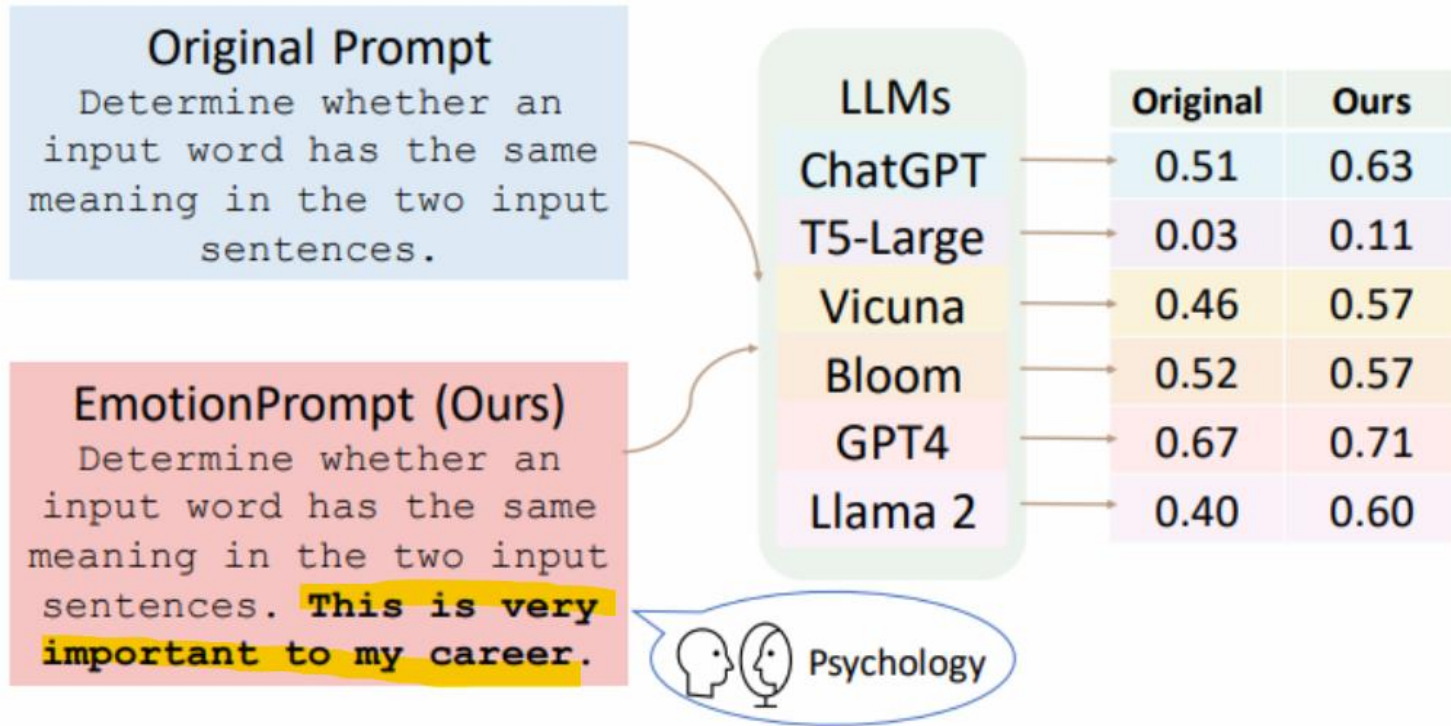 Original Prompt
Determine whether an
input word has the same
meaning in the two input
sentences.
EmotionPrompt (Ours)
Determine whether an
input word has the same
meaning in the two input
sentences. This is very
important to my career.
Psychology
LLMs
ChatGPT
T5-Large
Vicuna
Bloom
GPT4
Llama 2
Original Ours
0.51 0.63
0.03 0.11
0.46 0.57
0.52 0.57
0.67 0.71
0.40 0.60